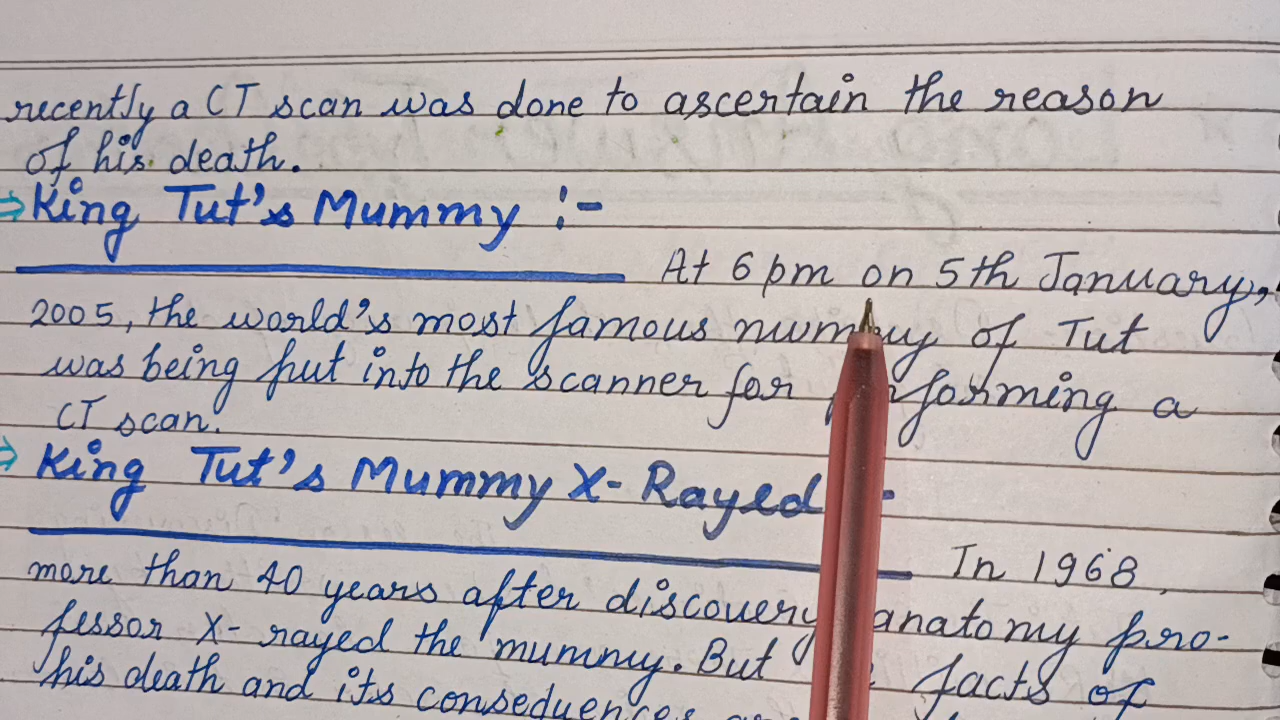 recently a CT scan was done to ascertain the reason
of his death.
⇒ King Tut's Mummy :-
At 6 pm on 5th January,
2005, the world's most famous
of Tut
was being put into the scanner for
a
CT scan.
⇒ King Tut's Mummy X-Rayed -
In 1968
more than 40 years after discovery anatomy pro-
fessor X-rayed the mummy. But facts of
his death and its